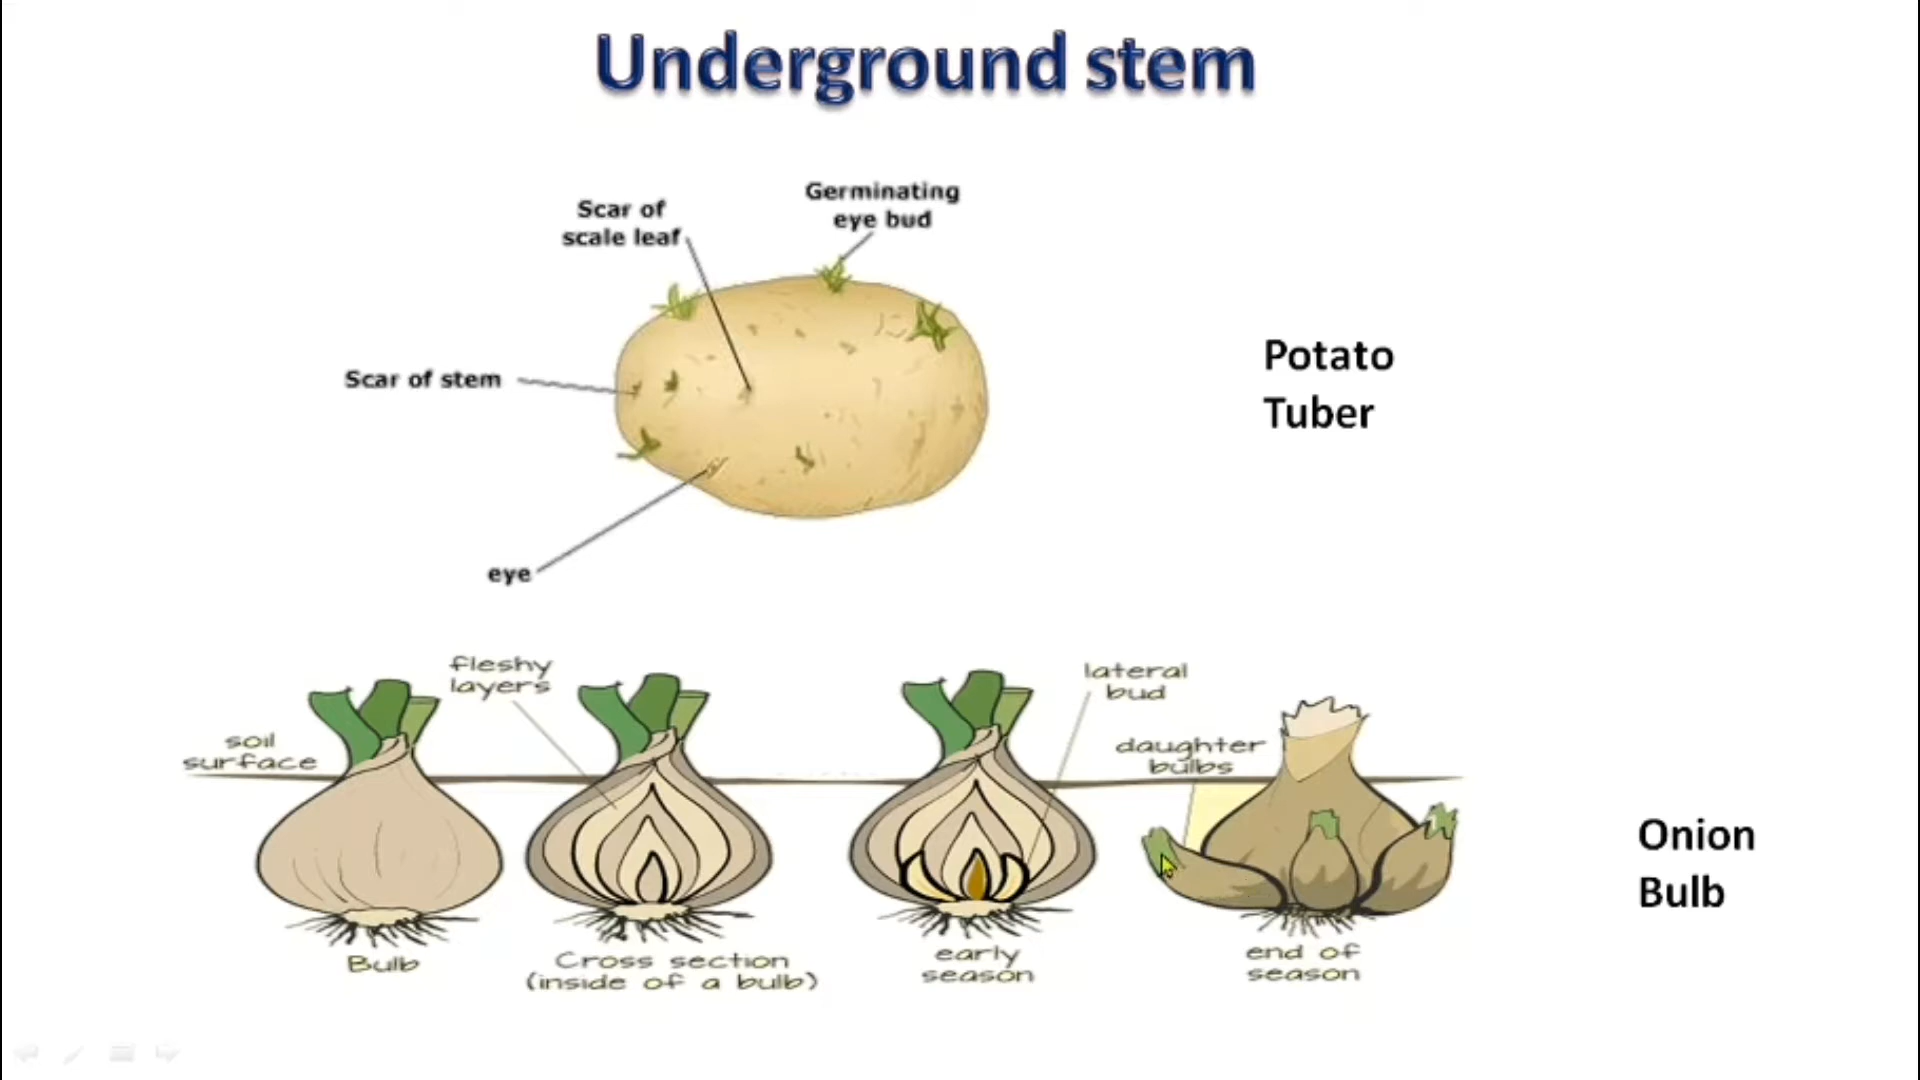 Underground stem
Germinating
eye bud
Scar of
scale leaf
Scar of stem
eye
Potato
Tuber
fleshy
layers
lateral
bud
soil
surface
daughter
bulbs
Onion
Bulb
Bulb
Cross section
(inside of a bulb)
early
season
end of
season